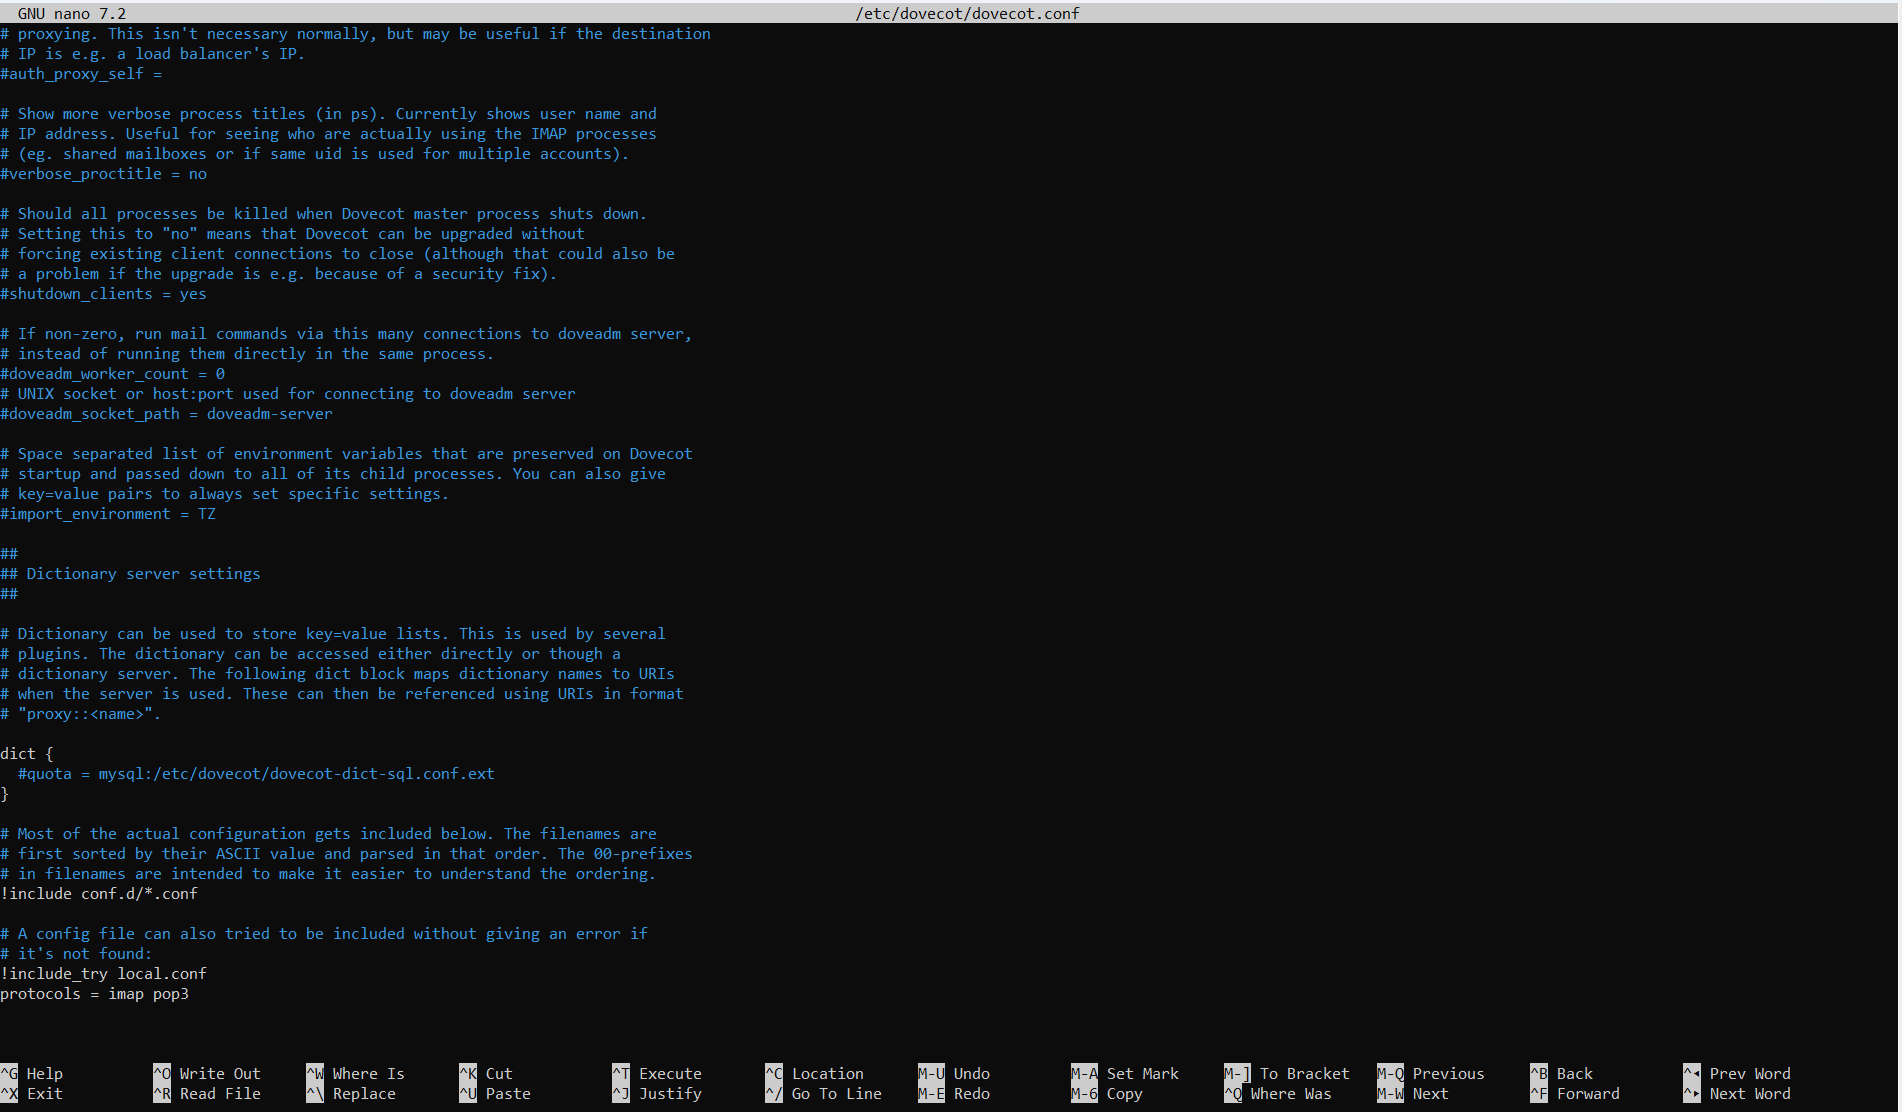 GNU nano 7.2 /etc/dovecot/dovecot.conf
# proxying. This isn't necessary normally, but may be useful if the destination
# IP is e.g. a load balancer's IP.
#auth_proxy_self =
# Show more verbose process titles (in ps). Currently shows user name and
# IP address. Useful for seeing who are actually using the IMAP processes
# (eg. shared mailboxes or if same uid is used for multiple accounts).
#verbose_proctitle = no
# Should all processes be killed when Dovecot master process shuts down.
# Setting this to "no" means that Dovecot can be upgraded without
# forcing existing client connections to close (although that could also be
# a problem if the upgrade is e.g. because of a security fix).
#shutdown_clients = yes
# If non-zero, run mail commands via this many connections to doveadm server,
# instead of running them directly in the same process.
#doveadm_worker_count = 0
# UNIX socket or host:port used for connecting to doveadm server
#doveadm_socket_path = doveadm-server
# Space separated list of environment variables that are preserved on Dovecot
# startup and passed down to all of its child processes. You can also give
# key=value pairs to always set specific settings.
#import_environment = TZ
##
## Dictionary server settings
##
# Dictionary can be used to store key=value lists. This is used by several
# plugins. The dictionary can be accessed either directly or though a
# dictionary server. The following dict block maps dictionary names to URIs
# when the server is used. These can then be referenced using URIs in format
# "proxy::<name>".
dict {
  #quota = mysql:/etc/dovecot/dovecot-dict-sql.conf.ext
}
# Most of the actual configuration gets included below. The filenames are
# first sorted by their ASCII value and parsed in that order. The 00-prefixes
# in filenames are intended to make it easier to understand the ordering.
!include conf.d/*.conf
# A config file can also tried to be included without giving an error if
# it's not found:
!include_try local.conf
protocols = imap pop3
^G Help ^O Write Out ^W Where Is ^K Cut ^T Execute ^C Location M-U Undo M-A Set Mark M-] To Bracket M-Q Previous ^B Back ^◂ Prev Word
^X Exit ^R Read File ^\ Replace ^U Paste ^J Justify ^/ Go To Line M-E Redo M-6 Copy ^Q Where Was M-W Next ^F Forward ^▸ Next Word